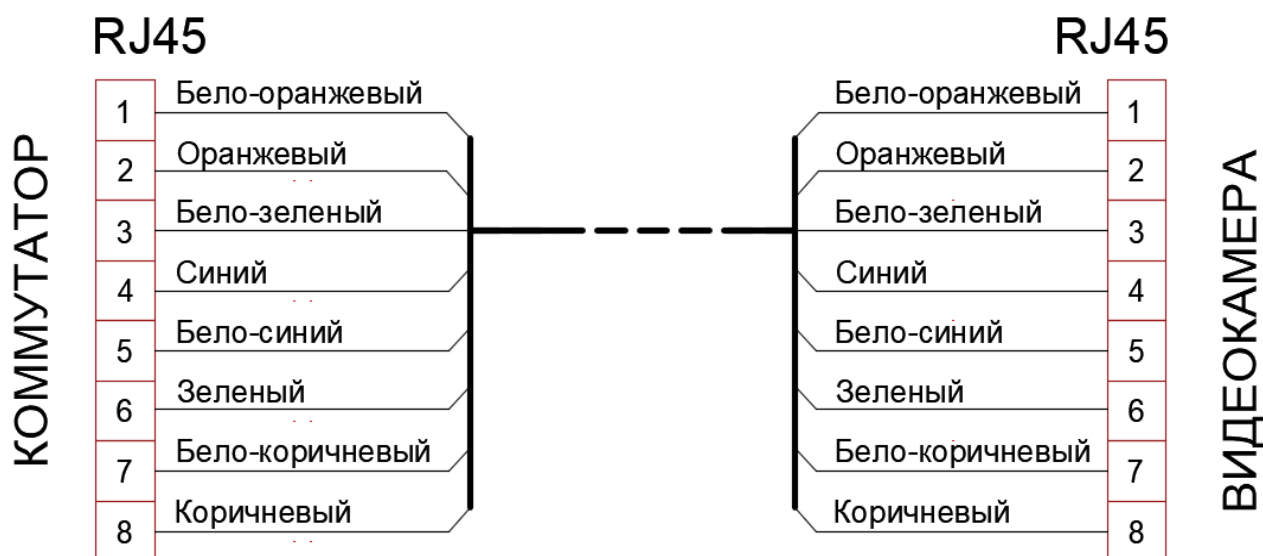 RJ45 RJ45
КОММУТАТОР
ВИДЕОКАМЕРА
1 Бело-оранжевый Бело-оранжевый 1
2 Оранжевый Оранжевый 2
3 Бело-зеленый Бело-зеленый 3
4 Синий Синий 4
5 Бело-синий Бело-синий 5
6 Зеленый Зеленый 6
7 Бело-коричневый Бело-коричневый 7
8 Коричневый Коричневый 8